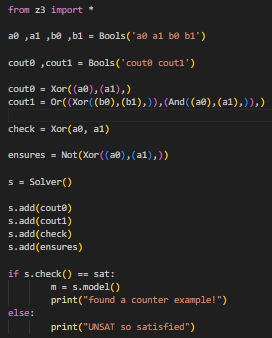 from z3 import *
a0 ,a1 ,b0 ,b1 = Bools('a0 a1 b0 b1')
cout0 ,cout1 = Bools('cout0 cout1')
cout0 = Xor((a0),(a1),)
cout1 = Or((Xor((b0),(b1),)),(And((a0),(a1),)),)
check = Xor(a0, a1)
ensures = Not(Xor((a0),(a1),))
s = Solver()
s.add(cout0)
s.add(cout1)
s.add(check)
s.add(ensures)
if s.check() == sat:
        m = s.model()
        print("found a counter example!")
else:
        print("UNSAT so satisfied")